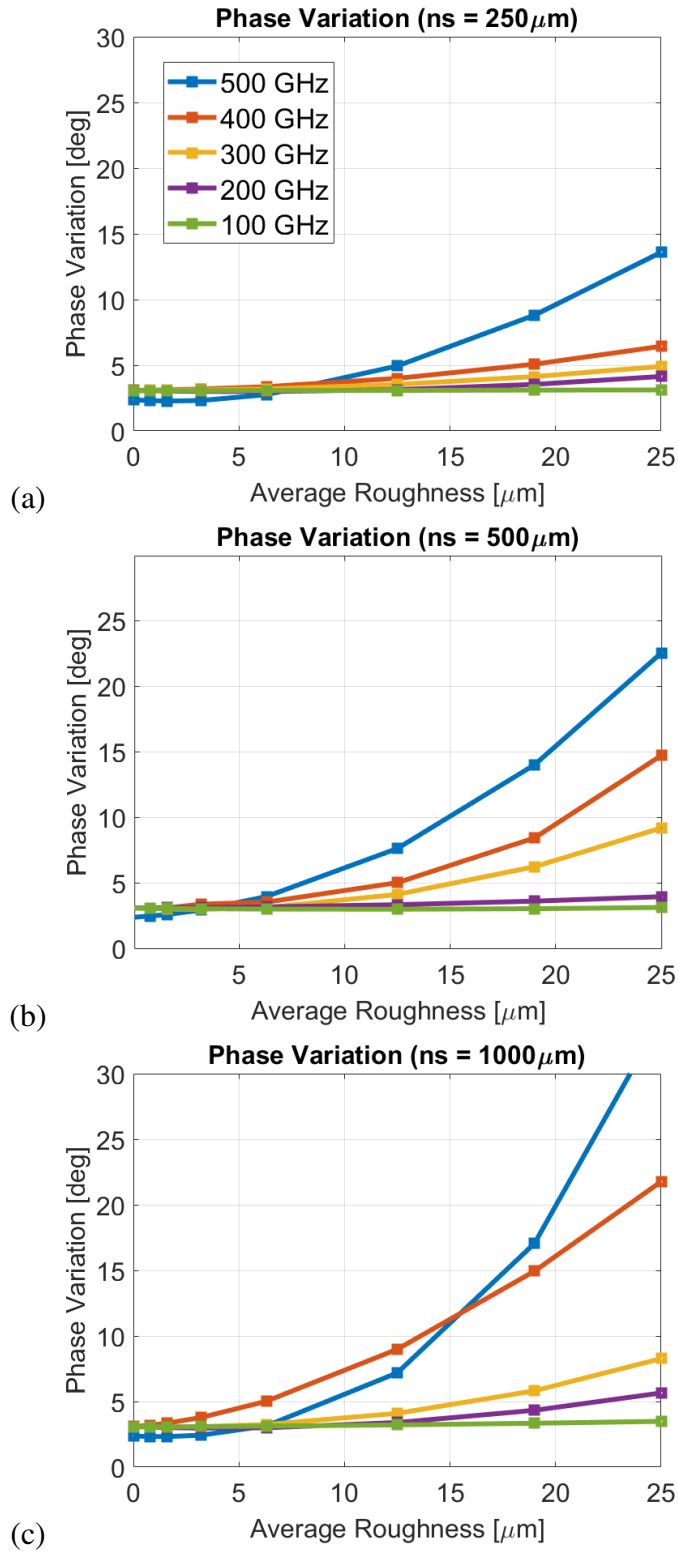 Phase Variation (ns = 250μm)
30
25
20
15
10
5
0
Phase Variation [deg]
500 GHz
400 GHz
300 GHz
200 GHz
100 GHz
0 5 10 15 20 25
Average Roughness [μm]
(a)
Phase Variation (ns = 500μm)
25
20
15
10
5
0
Phase Variation [deg]
5 10 15 20 25
Average Roughness [μm]
(b)
Phase Variation (ns = 1000μm)
30
25
20
15
10
5
0
Phase Variation [deg]
0 5 10 15 20 25
Average Roughness [μm]
(c)